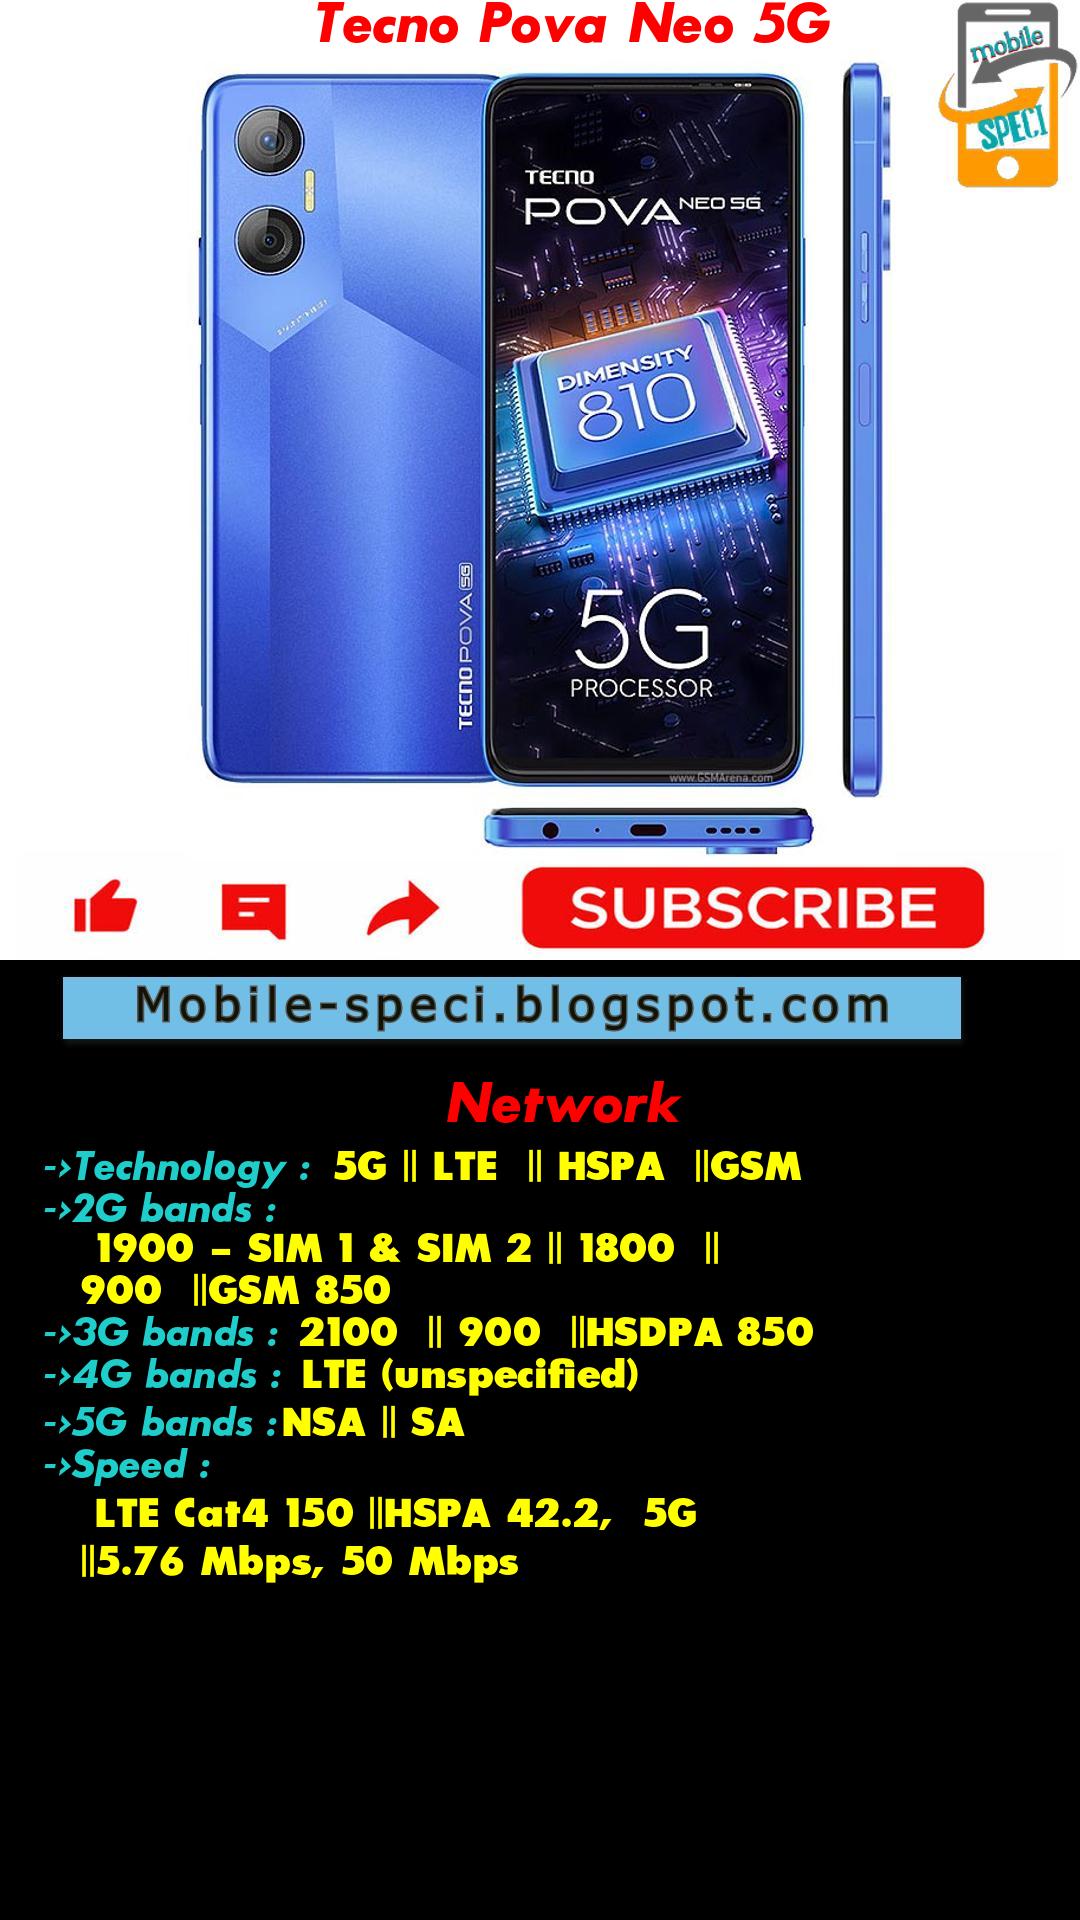 Tecno Pova Neo 5G
mobile
SPECI
TECNO
POVA NEO 5G
DIMENSITY
810
5G
PROCESSOR
TECNO POVA 5G
www.GSMArena.com
SUBSCRIBE
Mobile-speci.blogspot.com
Network
->Technology : 5G || LTE || HSPA ||GSM
->2G bands :
1900 – SIM 1 & SIM 2 || 1800 ||
900 ||GSM 850
->3G bands : 2100 || 900 ||HSDPA 850
->4G bands : LTE (unspecified)
->5G bands :NSA || SA
->Speed :
LTE Cat4 150 ||HSPA 42.2, 5G
||5.76 Mbps, 50 Mbps